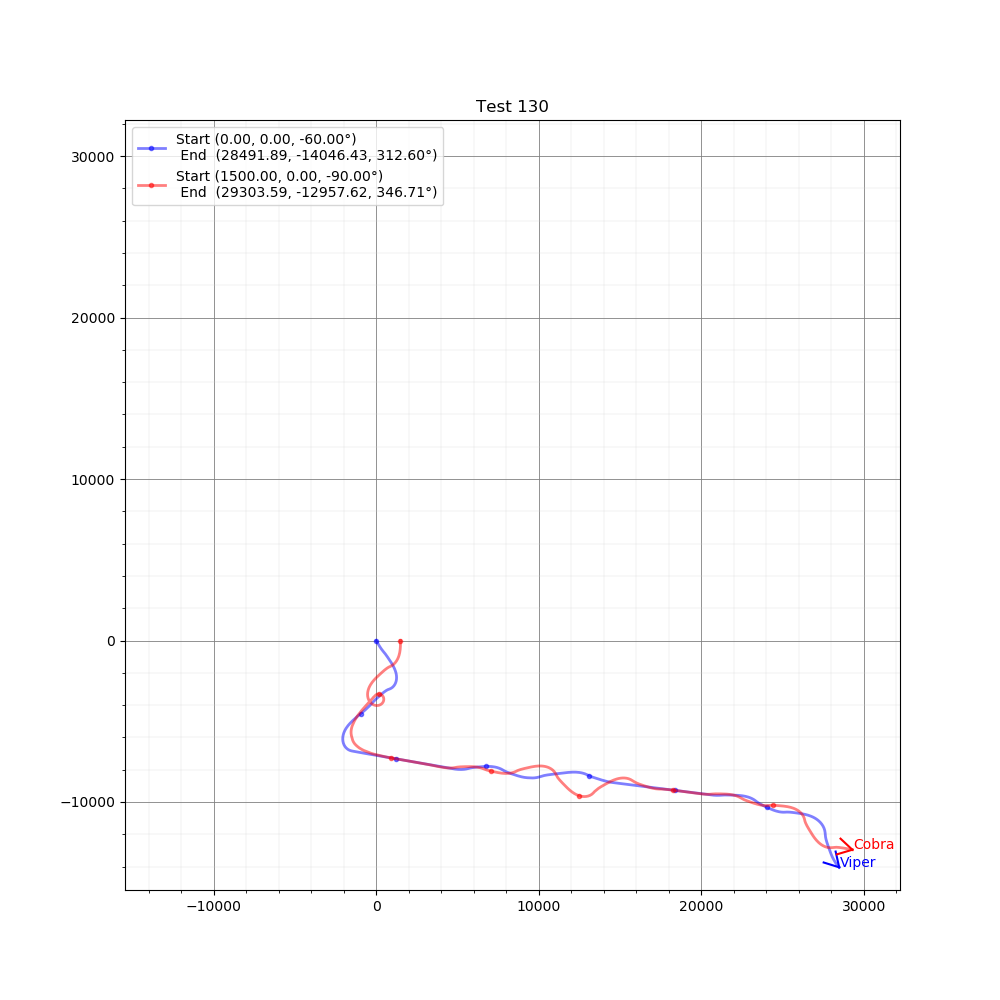 Test 130
Start (0.00, 0.00, -60.00°)
End (28491.89, -14046.43, 312.60°)
Start (1500.00, 0.00, -90.00°)
End (29303.59, -12957.62, 346.71°)
30000
20000
10000
0
−10000
Cobra
Viper
−10000
0
10000
20000
30000